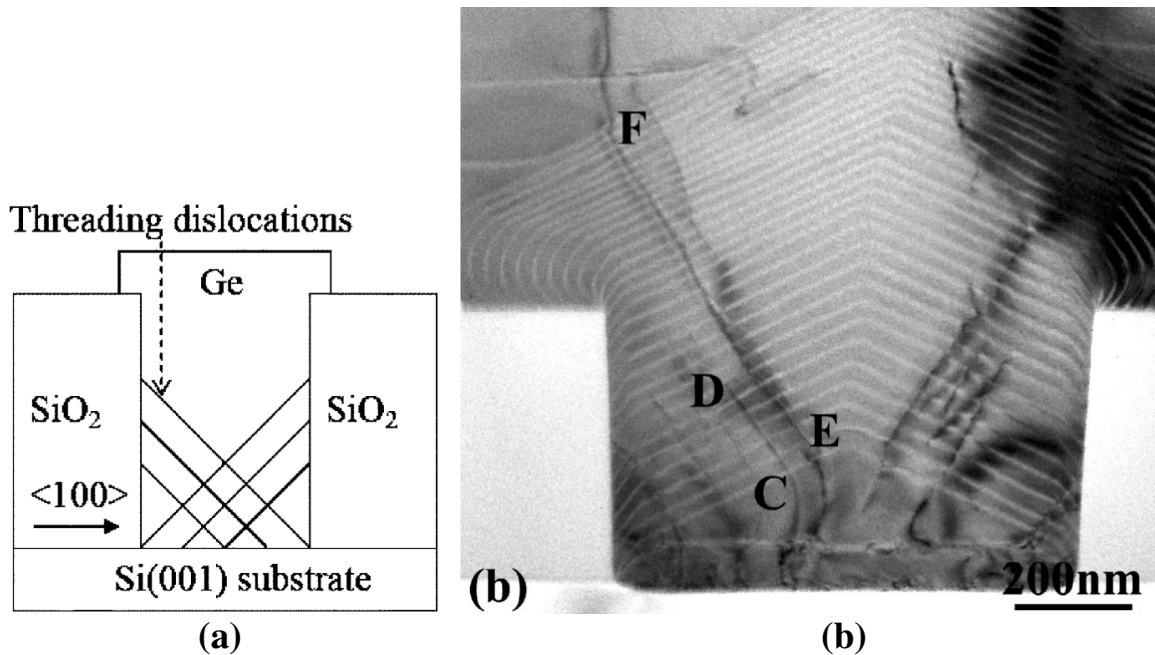 Threading dislocations
Ge
SiO₂
SiO₂
<100>
Si(001) substrate
(a)
F
D
E
C
(b)
200nm
(b)